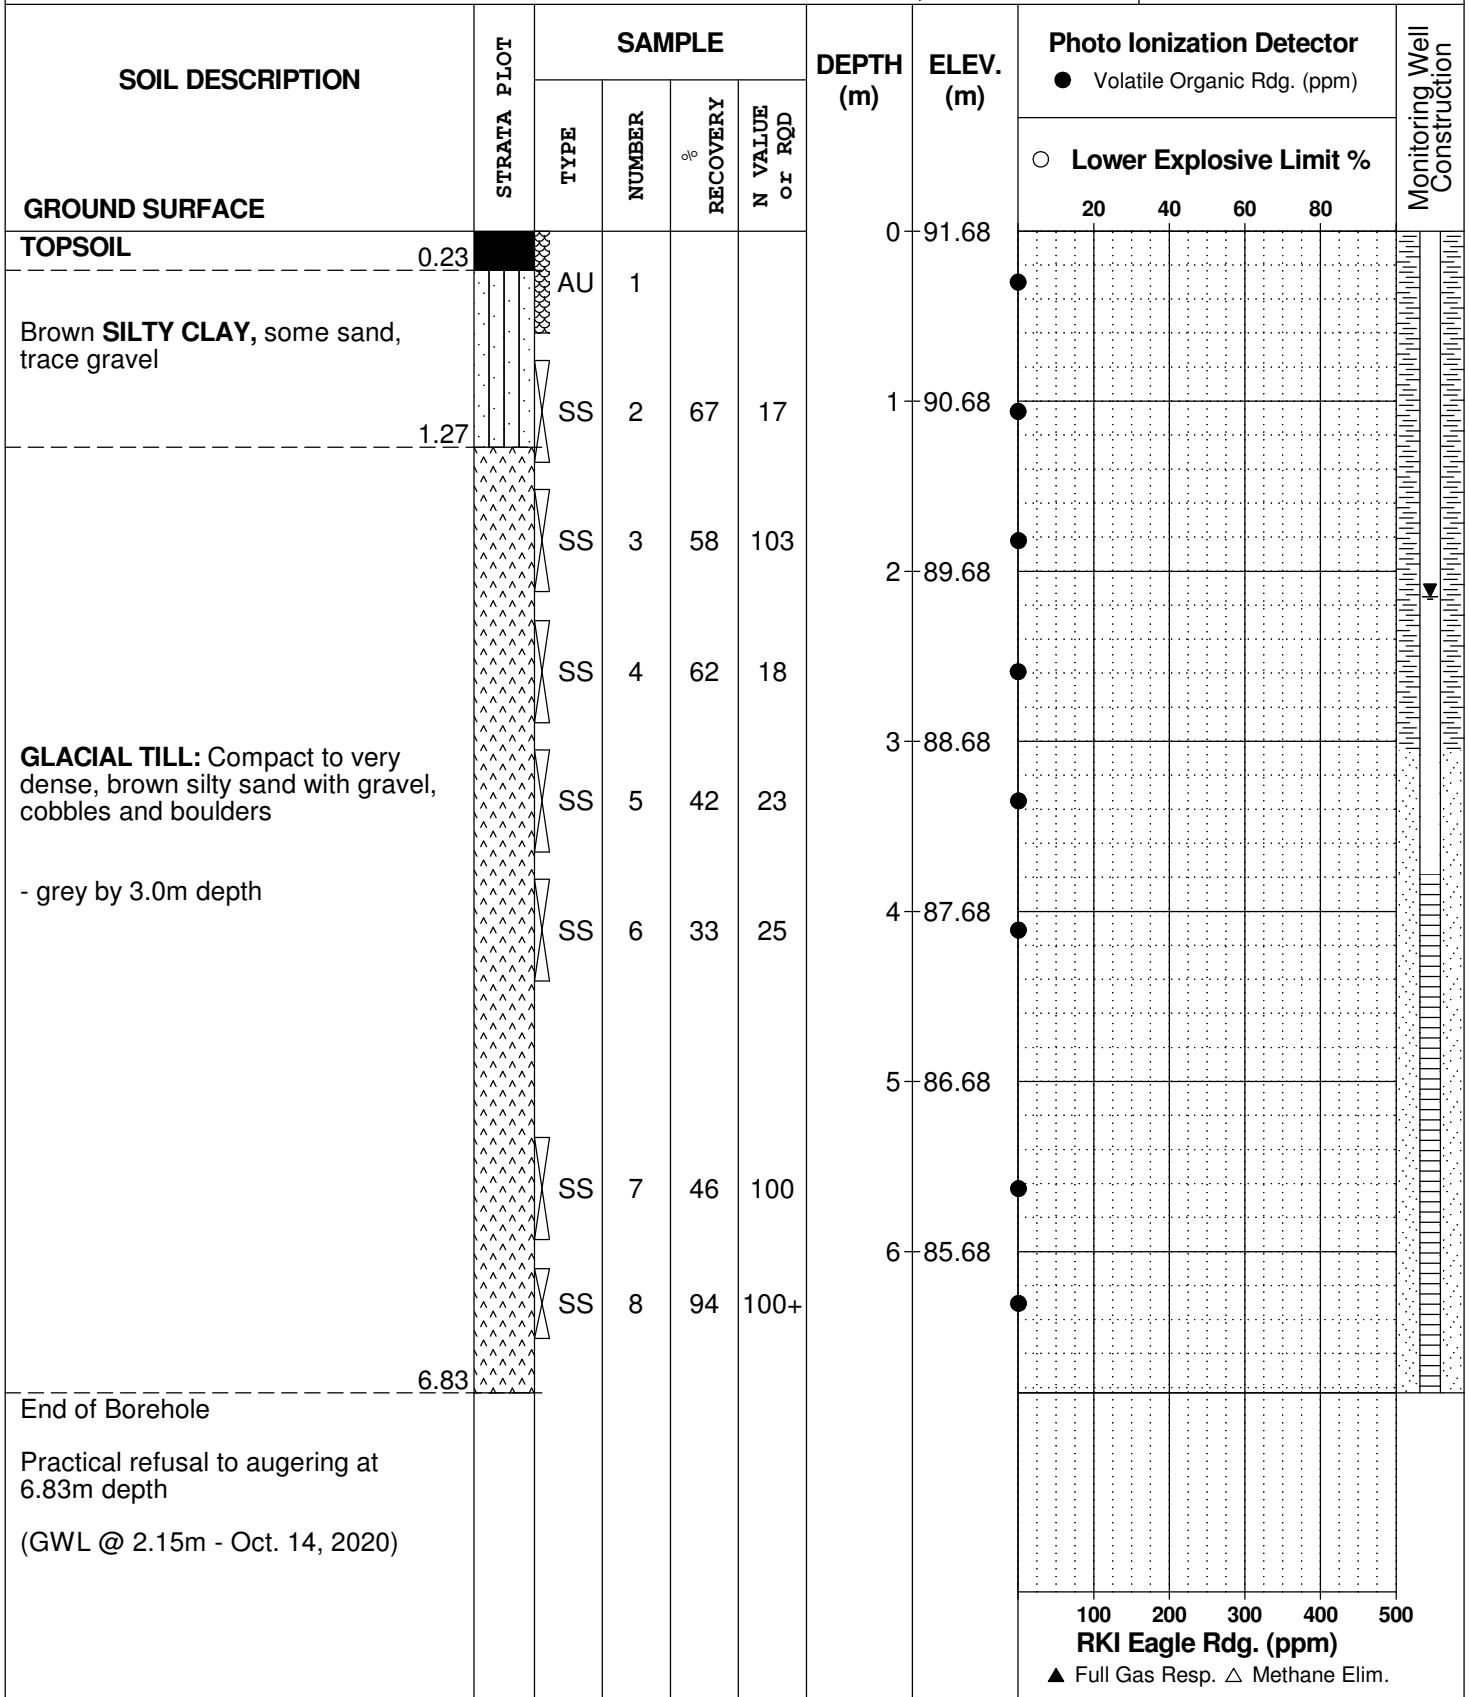 SOIL DESCRIPTION
GROUND SURFACE
STRATA PLOT
SAMPLE
TYPE
NUMBER
%
RECOVERY
N VALUE
or RQD
DEPTH
(m)
ELEV.
(m)
Photo Ionization Detector
● Volatile Organic Rdg. (ppm)
○ Lower Explosive Limit %
20 40 60 80
Monitoring Well
Construction
0 91.68
TOPSOIL
0.23
AU 1
Brown SILTY CLAY, some sand,
trace gravel
1 90.68
SS 2 67 17
1.27
SS 3 58 103
2 89.68
SS 4 62 18
3 88.68
GLACIAL TILL: Compact to very
dense, brown silty sand with gravel,
cobbles and boulders
SS 5 42 23
- grey by 3.0m depth
4 87.68
SS 6 33 25
5 86.68
SS 7 46 100
6 85.68
SS 8 94 100+
6.83
End of Borehole
Practical refusal to augering at
6.83m depth
(GWL @ 2.15m - Oct. 14, 2020)
100 200 300 400 500
RKI Eagle Rdg. (ppm)
▲ Full Gas Resp. △ Methane Elim.